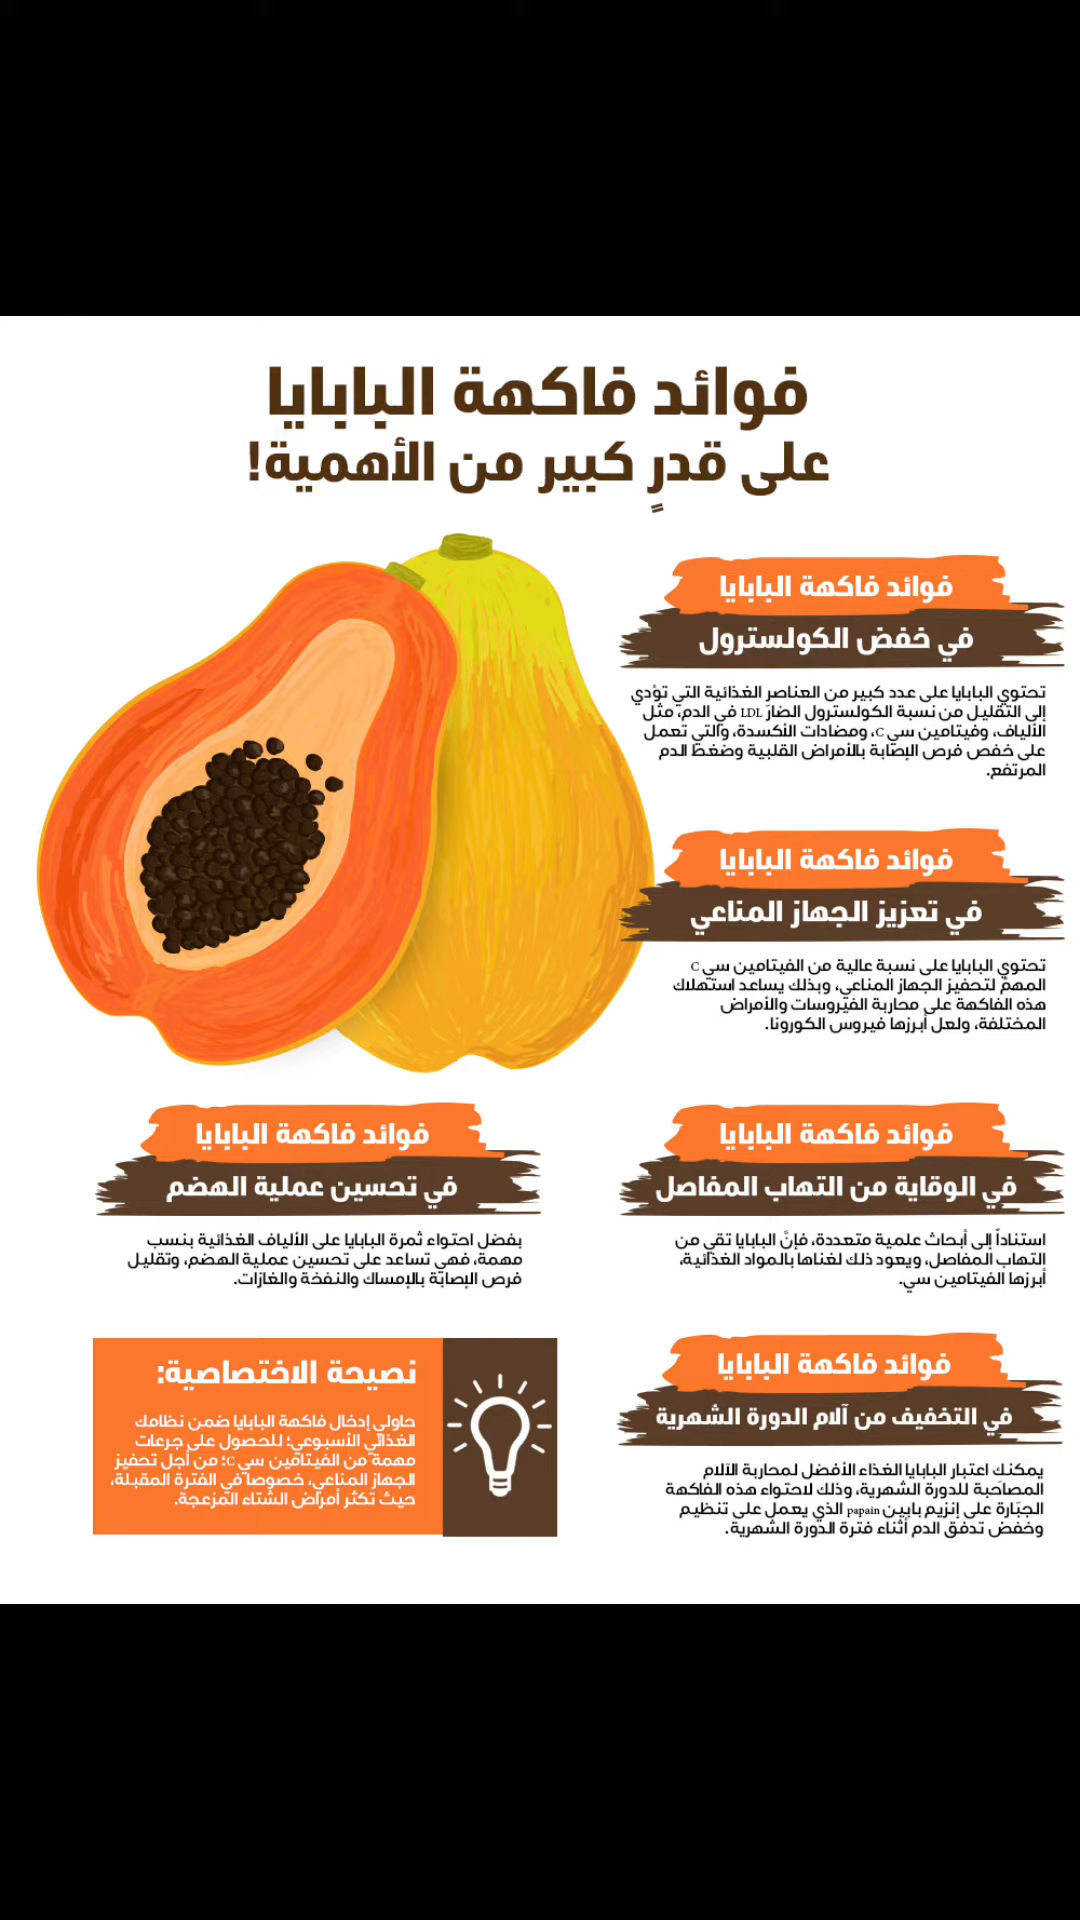 فوائد فاكهة البابايا
على قدرٍ كبير من الأهمية!
فوائد فاكهة البابايا
في خفض الكولسترول
تحتوي البابايا على عدد كبير من العناصر الغذائية التي تؤدي
إلى التقليل من نسبة الكولسترول الضارّ LDL في الدم، مثل
الألياف، وفيتامين سي C، ومضادات الأكسدة، والتي تعمل
على خفص فرص الإصابة بالأمراض القلبية وضغط الدم
المرتفع.
فوائد فاكهة البابايا
في تعزيز الجهاز المناعي
تحتوي البابايا على نسبة عالية من الفيتامين سي C
المهمّ لتحفيز الجهاز المناعي، وبذلك يساعد استهلاك
هذه الفاكهة على محاربة الفيروسات والأمراض
المختلفة، ولعل أبرزها فيروس الكورونا.
فوائد فاكهة البابايا
في الوقاية من التهاب المفاصل
استناداً إلى أبحاث علمية متعددة، فإنَّ البابايا تقي من
التهاب المفاصل، ويعود ذلك لغناها بالمواد الغذائية،
أبرزها الفيتامين سي.
فوائد فاكهة البابايا
في تحسين عملية الهضم
بفضل احتواء ثمرة البابايا على الألياف الغذائية بنسب
مهمة، فهي تساعد على تحسين عملية الهضم، وتقليل
فرص الإصابة بالإمساك والنفخة والغازات.
فوائد فاكهة البابايا
في التخفيف من آلام الدورة الشهرية
يمكنك اعتبار البابايا الغذاء الأفضل لمحاربة الآلام
المصاحبة للدورة الشهرية، وذلك لاحتواء هذه الفاكهة
الجبّارة على إنزيم بابين papain الذي يعمل على تنظيم
وخفض تدفق الدم أثناء فترة الدورة الشهرية.
نصيحة الاختصاصية:
حاولي إدخال فاكهة البابايا ضمن نظامك
الغذائي الأسبوعي؛ للحصول على جرعات
مهمة من الفيتامين سي C؛ من أجل تحفيز
الجهاز المناعي، خصوصاً في الفترة المقبلة،
حيث تكثر أمراض الشتاء المزعجة.